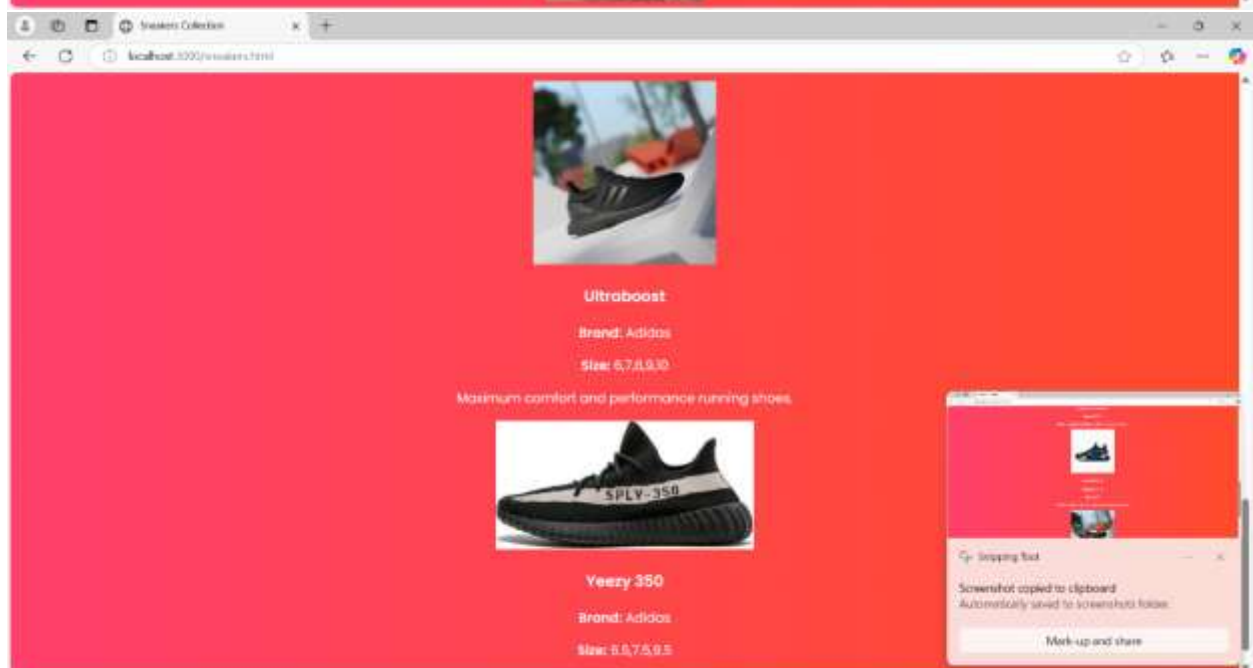 Sneakers Collection
localhost:3000/sneakers.html
Ultraboost
Brand: Adidas
Size: 6,7,8,9,10
Maximum comfort and performance running shoes.
SPLY-350
Yeezy 350
Brand: Adidas
Size: 6.5,7.5,9.5
Snipping Tool
Screenshot copied to clipboard
Automatically saved to screenshots folder.
Mark-up and share